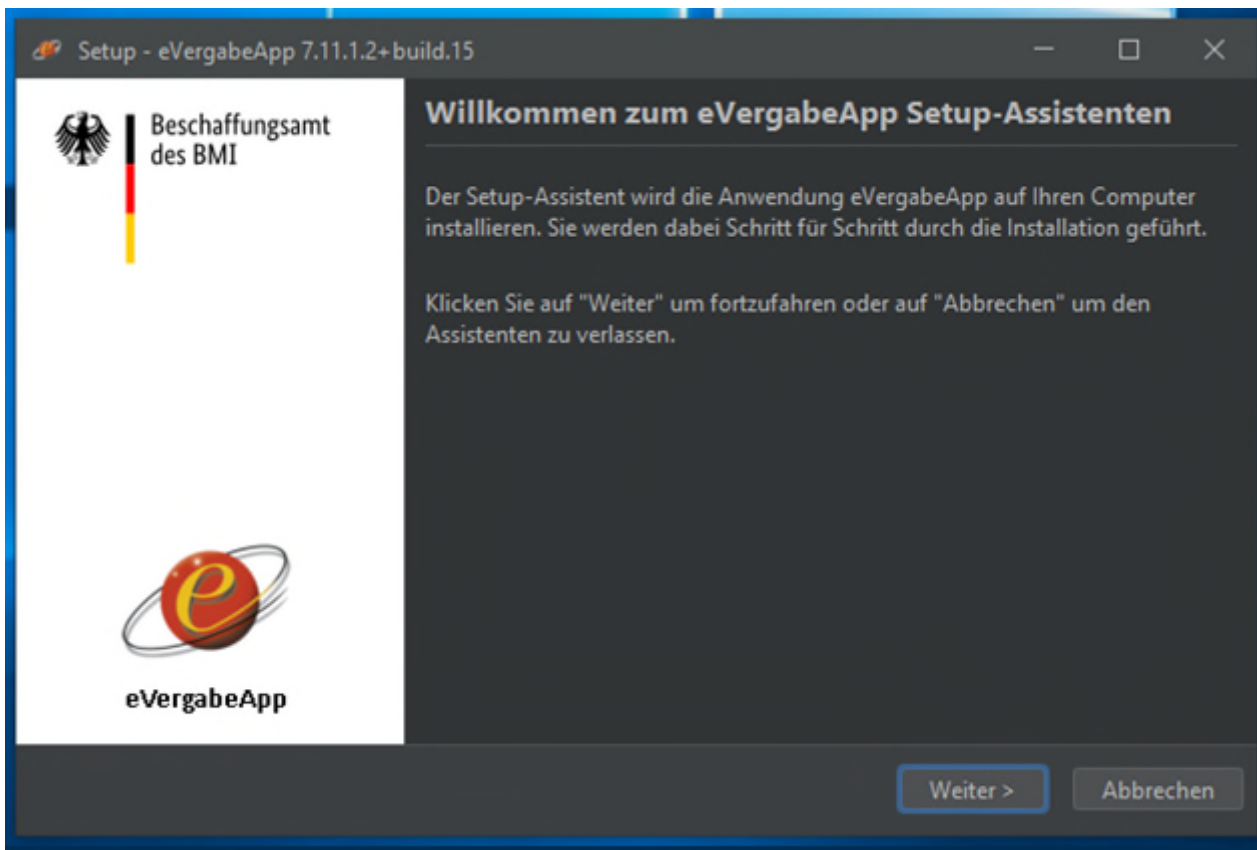 Setup - eVergabeApp 7.11.1.2+build.15
Beschaffungsamt
des BMI
Willkommen zum eVergabeApp Setup-Assistenten
Der Setup-Assistent wird die Anwendung eVergabeApp auf Ihren Computer
installieren. Sie werden dabei Schritt für Schritt durch die Installation geführt.
Klicken Sie auf "Weiter" um fortzufahren oder auf "Abbrechen" um den
Assistenten zu verlassen.
e
eVergabeApp
Weiter >
Abbrechen